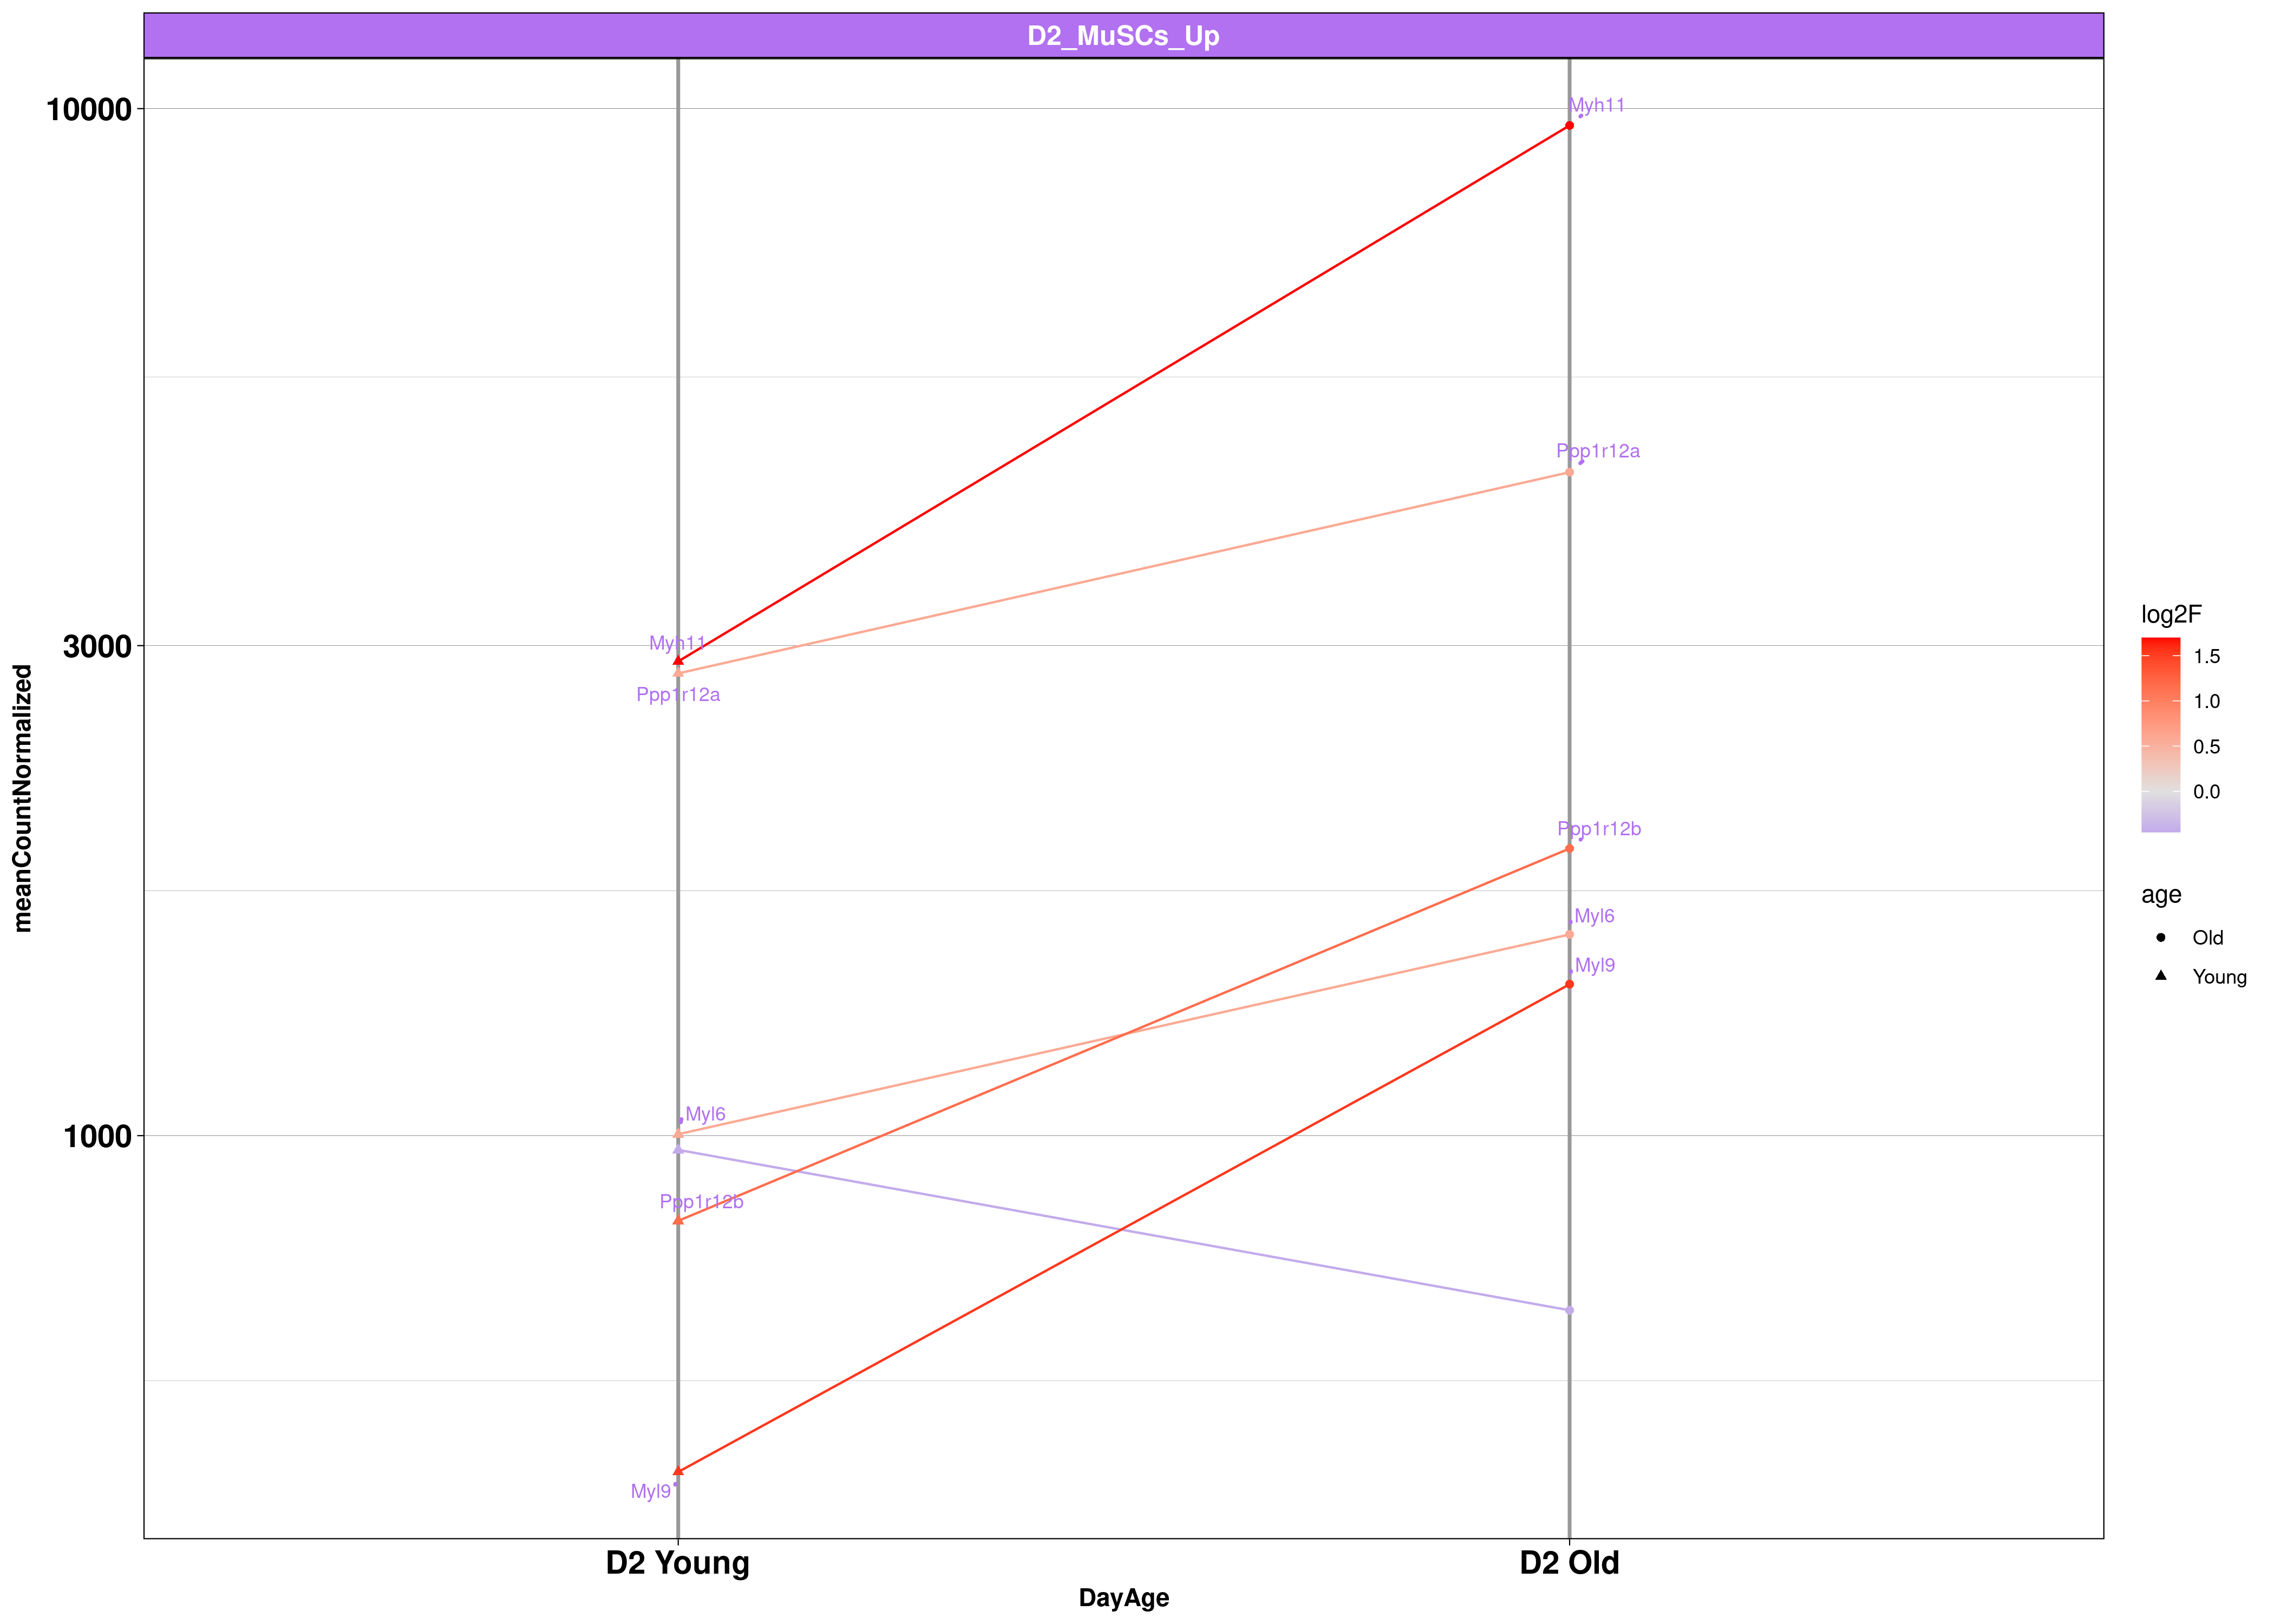 D2_MuSCs_Up
10000
3000
1000
meanCountNormalized
Myh11
Ppp1r12a
Myh11
Ppp1r12a
Ppp1r12b
Myl6
Myl9
Myl6
Ppp1r12b
Myl9
D2 Young
D2 Old
DayAge
log2F
1.5
1.0
0.5
0.0
age
Old
Young